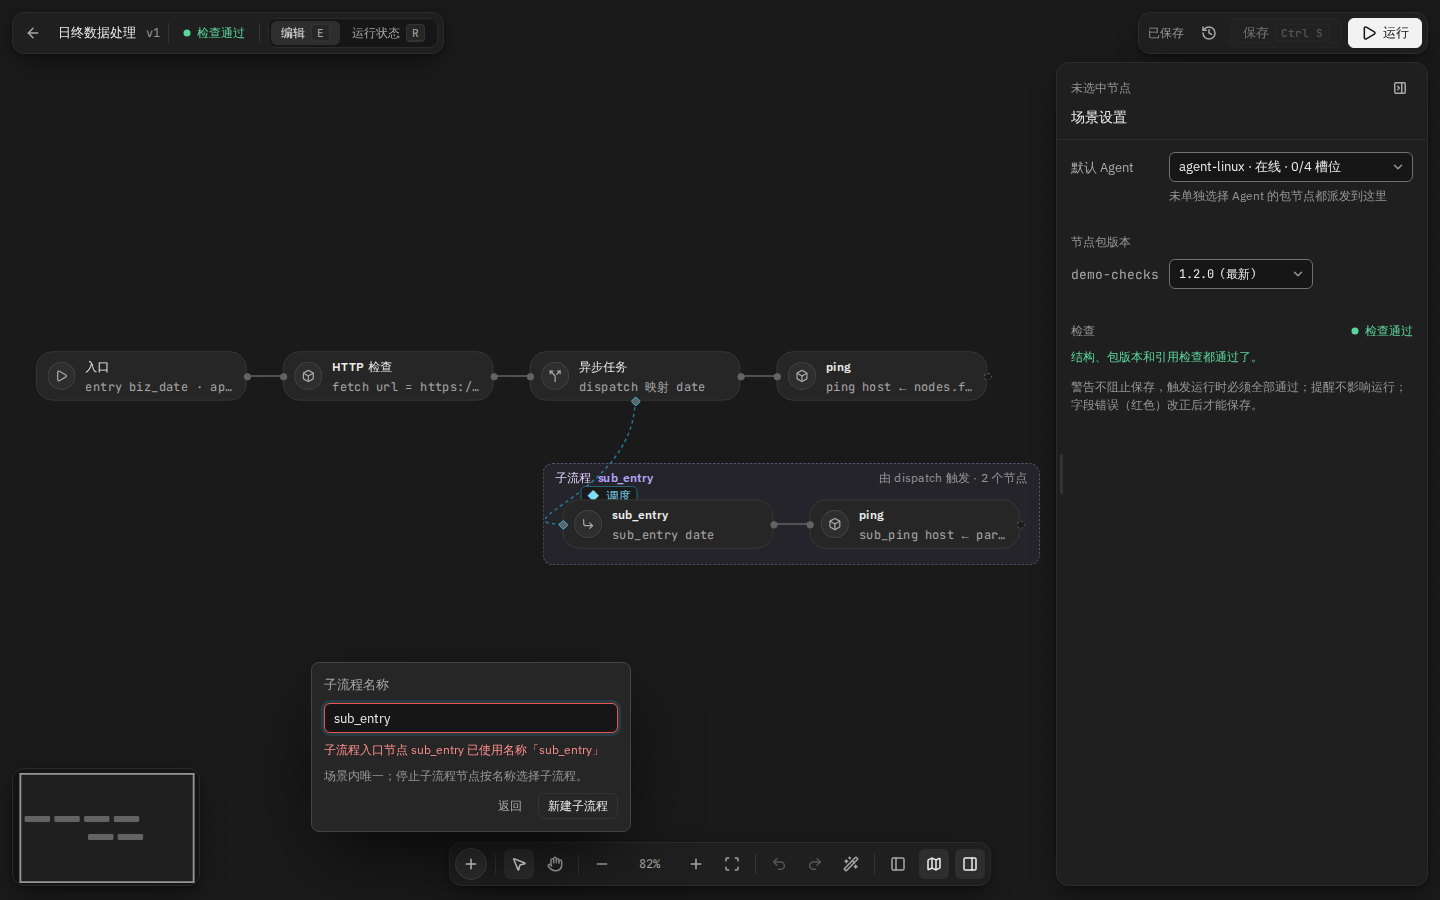 日终数据处理 v1 检查通过 编辑 E 运行状态 R
已保存 保存 Ctrl S 运行
未选中节点
场景设置
默认 Agent agent-linux · 在线 · 0/4 槽位
未单独选择 Agent 的包节点都派发到这里
节点包版本
demo-checks 1.2.0 (最新)
检查 检查通过
结构、包版本和引用检查都通过了。
警告不阻止保存，触发运行时必须全部通过；提醒不影响运行；
字段错误（红色）改正后才能保存。
入口
entry biz_date · ap…
HTTP 检查
fetch url = https:/…
异步任务
dispatch 映射 date
ping
ping host ← nodes.f…
子流程 sub_entry 由 dispatch 触发 · 2 个节点
调度
sub_entry
sub_entry date
ping
sub_ping host ← par…
子流程名称
sub_entry
子流程入口节点 sub_entry 已使用名称「sub_entry」
场景内唯一；停止子流程节点按名称选择子流程。
返回 新建子流程
82%